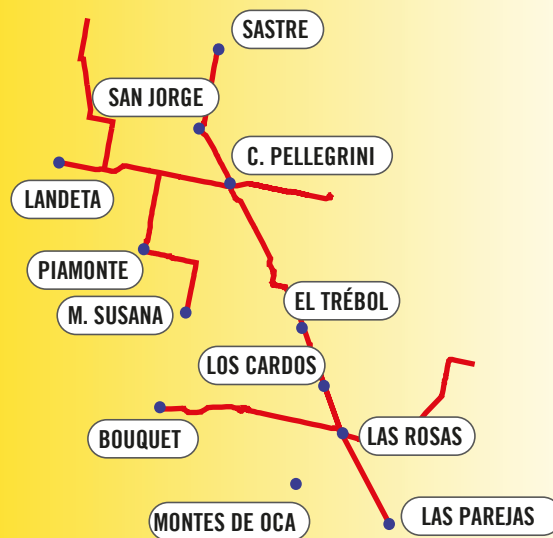 SASTRE
SAN JORGE
C. PELLEGRINI
LANDETA
PIAMONTE
M. SUSANA
EL TRÉBOL
LOS CARDOS
BOUQUET
LAS ROSAS
MONTES DE OCA
LAS PAREJAS